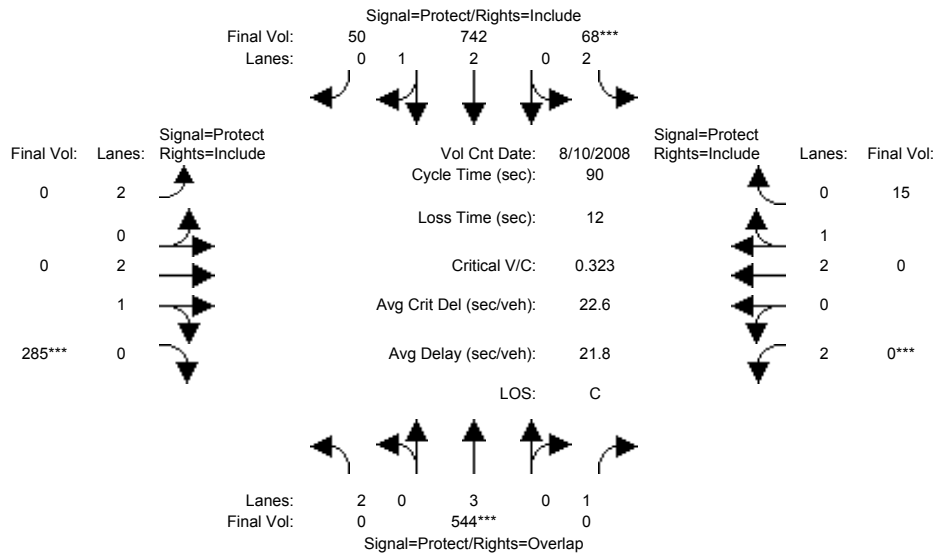 Signal=Protect/Rights=Include
Final Vol: 50 742 68***
Lanes: 0 1 2 0 2
Signal=Protect
Final Vol: Lanes: Rights=Include
Vol Cnt Date: 8/10/2008
Signal=Protect
Rights=Include Lanes: Final Vol:
Cycle Time (sec): 90
0 2
0 15
Loss Time (sec): 12
0
1
0 2
Critical V/C: 0.323
2 0
1
Avg Crit Del (sec/veh): 22.6
0
285*** 0
Avg Delay (sec/veh): 21.8
2 0***
LOS: C
Lanes: 2 0 3 0 1
Final Vol: 0 544*** 0
Signal=Protect/Rights=Overlap